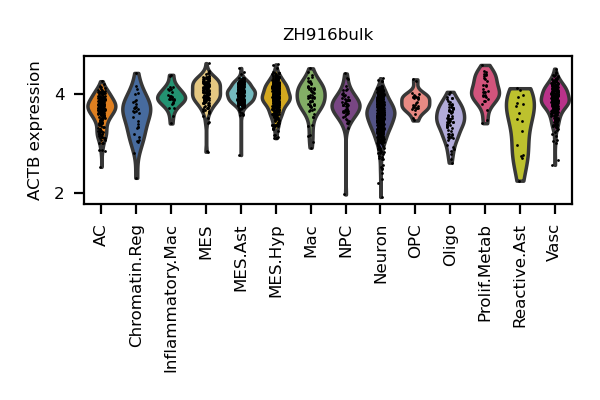 ZH916bulk
ACTB expression
4
2
AC
Chromatin.Reg
Inflammatory.Mac
MES
MES.Ast
MES.Hyp
Mac
NPC
Neuron
OPC
Oligo
Prolif.Metab
Reactive.Ast
Vasc